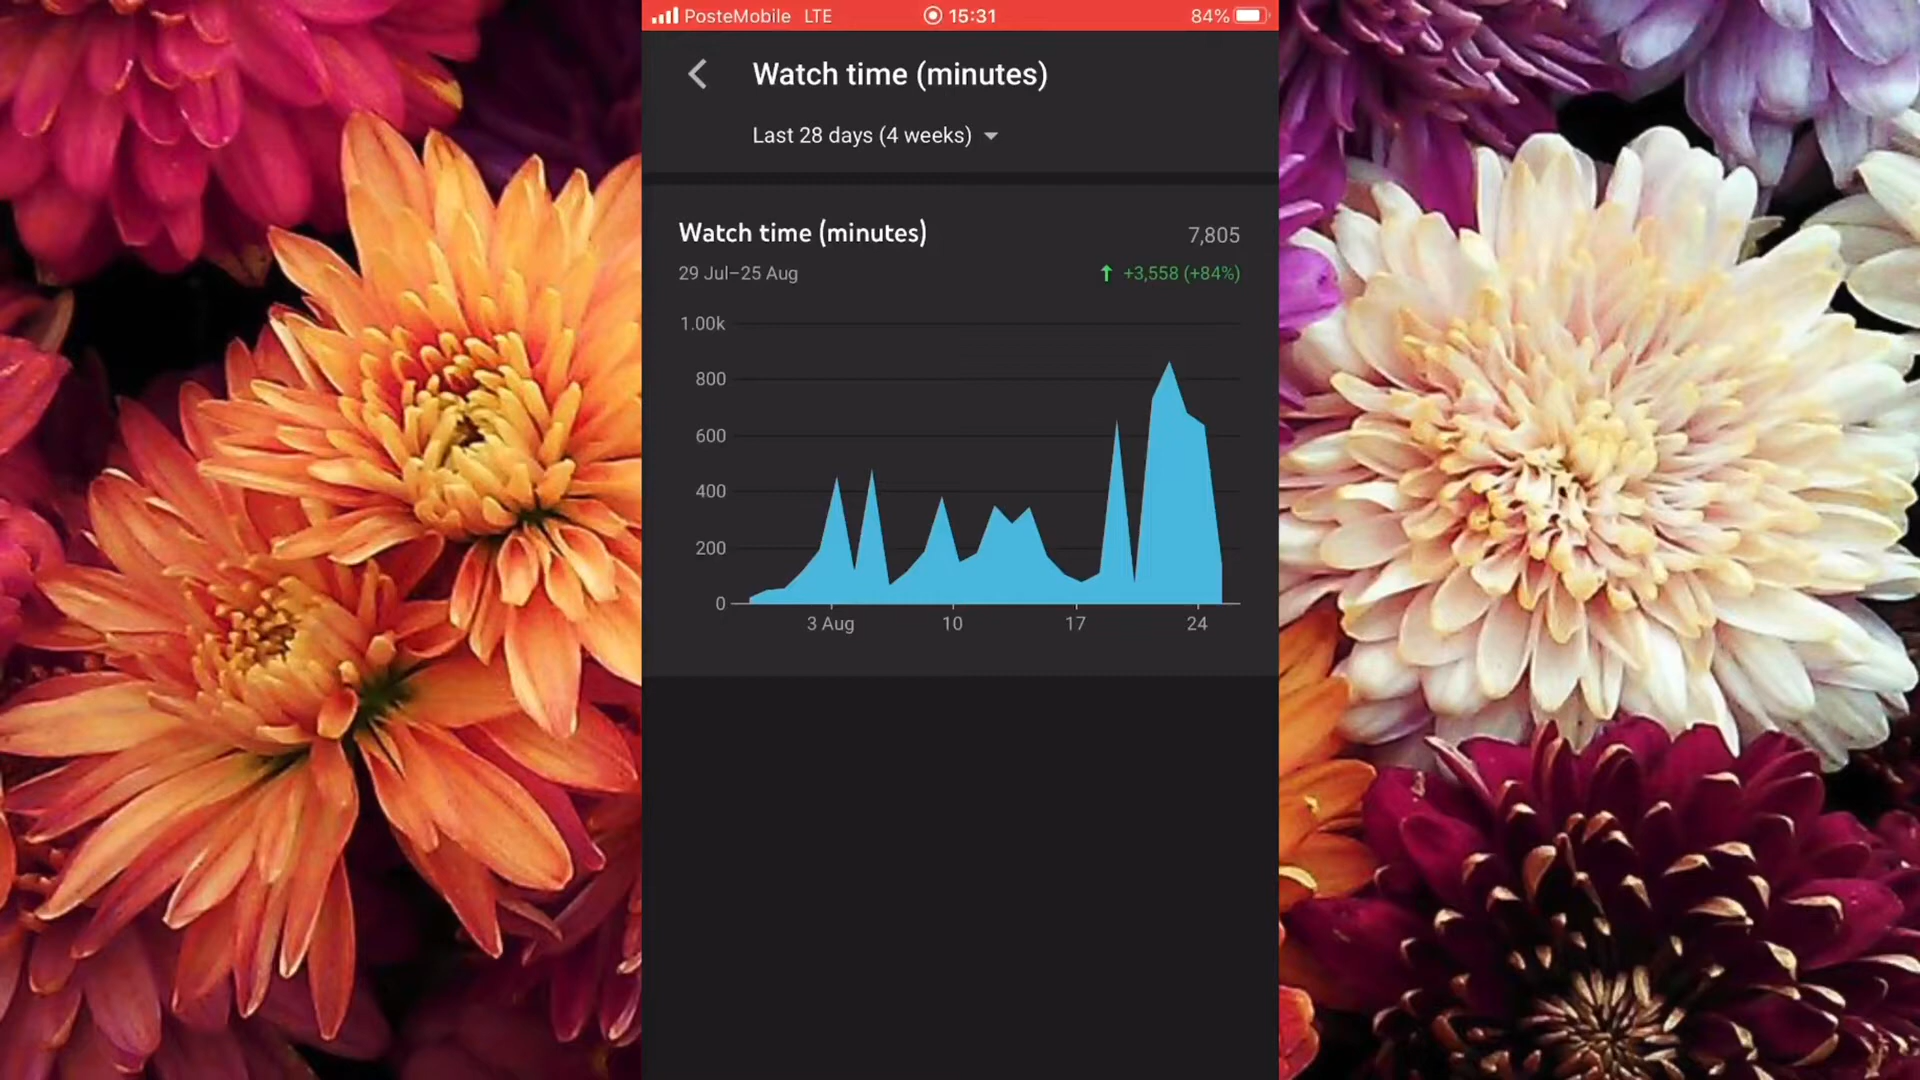 PosteMobile LTE 15:31 84%
Watch time (minutes)
Last 28 days (4 weeks)
Watch time (minutes) 7,805
29 Jul–25 Aug +3,558 (+84%)
1.00k
800
600
400
200
0
3 Aug 10 17 24